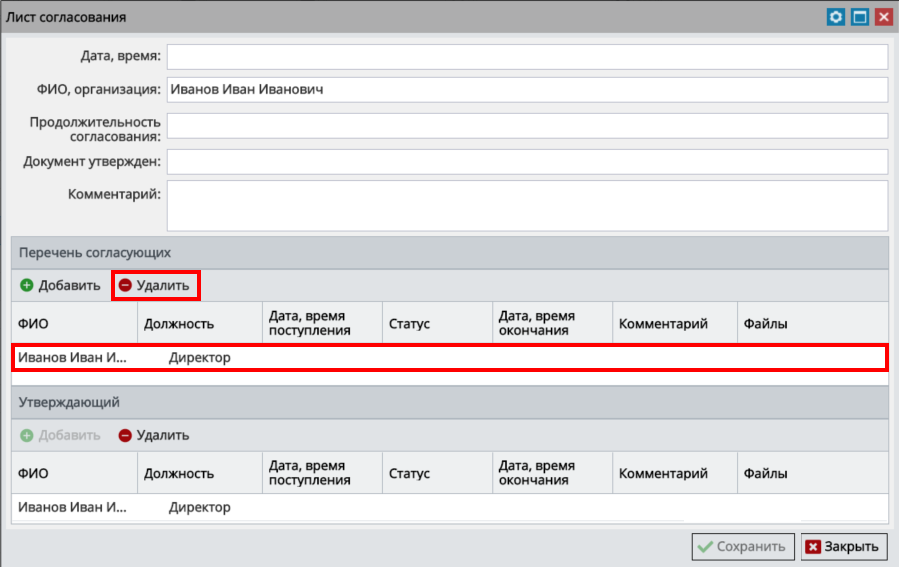 Лист согласования
Дата, время:
ФИО, организация: Иванов Иван Иванович
Продолжительность
согласования:
Документ утвержден:
Комментарий:
Перечень согласующих
Добавить Удалить
ФИО Должность Дата, время поступления Статус Дата, время окончания Комментарий Файлы
Иванов Иван И... Директор
Утверждающий
Добавить Удалить
ФИО Должность Дата, время поступления Статус Дата, время окончания Комментарий Файлы
Иванов Иван И... Директор
Сохранить Закрыть